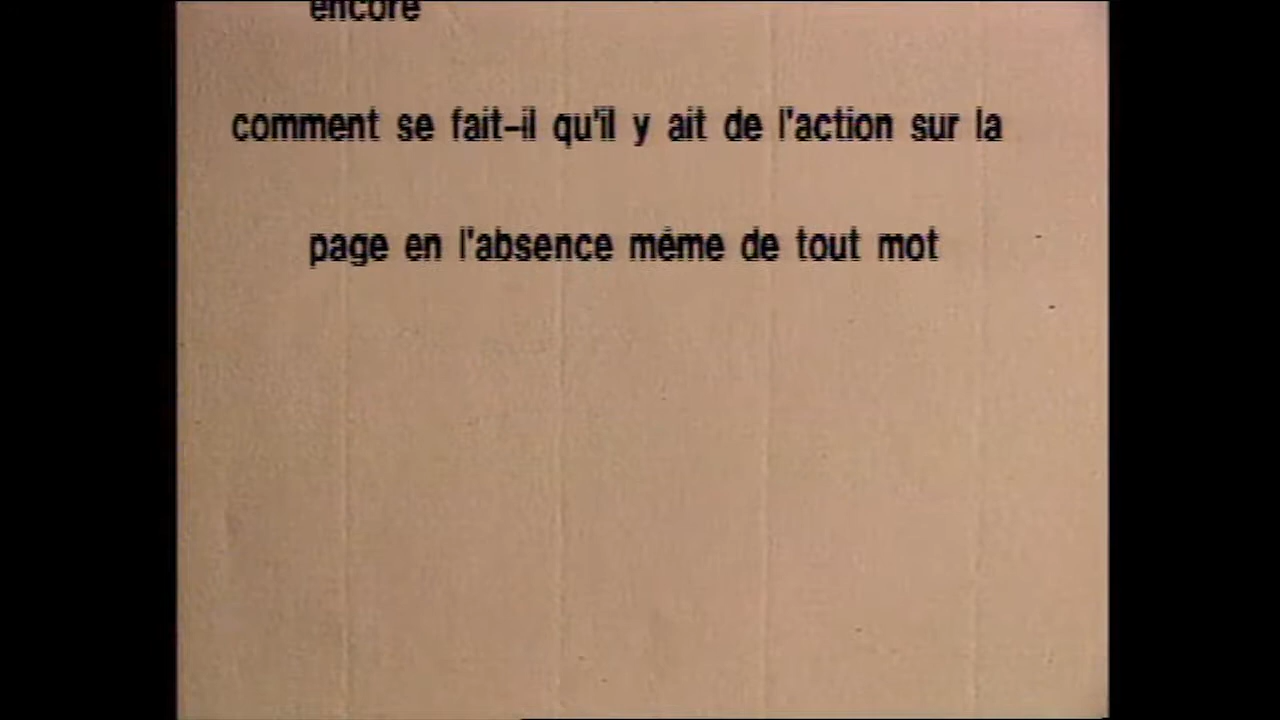 encore
comment se fait-il qu'il y ait de l'action sur la
page en l'absence même de tout mot